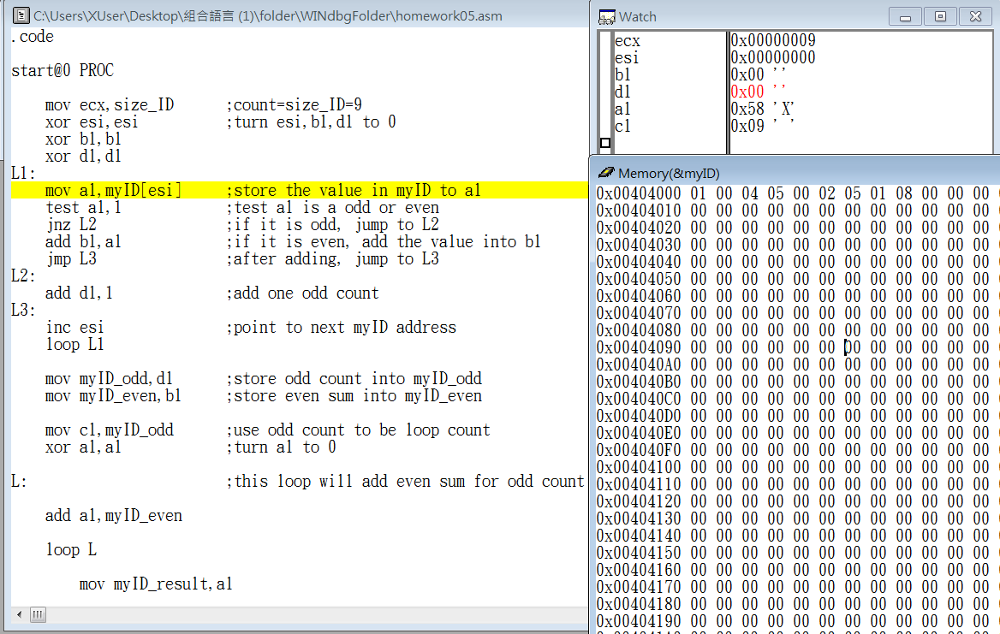 C:\Users\XUser\Desktop\組合語言 (1)\folder\WINdbgFolder\homework05.asm
.code
start@0 PROC
mov ecx,size_ID ;count=size_ID=9
xor esi,esi ;turn esi,bl,dl to 0
xor bl,bl
xor dl,dl
L1:
mov al,myID[esi] ;store the value in myID to al
test al,1 ;test al is a odd or even
jnz L2 ;if it is odd, jump to L2
add bl,al ;if it is even, add the value into bl
jmp L3 ;after adding, jump to L3
L2:
add dl,1 ;add one odd count
L3:
inc esi ;point to next myID address
loop L1
mov myID_odd,dl ;store odd count into myID_odd
mov myID_even,bl ;store even sum into myID_even
mov cl,myID_odd ;use odd count to be loop count
xor al,al ;turn al to 0
L: ;this loop will add even sum for odd count
add al,myID_even
loop L
mov myID_result,al
Watch
ecx 0x00000009
esi 0x00000000
bl 0x00 ''
dl 0x00 ''
al 0x58 'X'
cl 0x09 ' '
Memory(&myID)
0x00404000 01 00 04 05 00 02 05 01 08 00 00 00
0x00404010 00 00 00 00 00 00 00 00 00 00 00 00
0x00404020 00 00 00 00 00 00 00 00 00 00 00 00
0x00404030 00 00 00 00 00 00 00 00 00 00 00 00
0x00404040 00 00 00 00 00 00 00 00 00 00 00 00
0x00404050 00 00 00 00 00 00 00 00 00 00 00 00
0x00404060 00 00 00 00 00 00 00 00 00 00 00 00
0x00404070 00 00 00 00 00 00 00 00 00 00 00 00
0x00404080 00 00 00 00 00 00 00 00 00 00 00 00
0x00404090 00 00 00 00 00 00 00 00 00 00 00 00
0x004040A0 00 00 00 00 00 00 00 00 00 00 00 00
0x004040B0 00 00 00 00 00 00 00 00 00 00 00 00
0x004040C0 00 00 00 00 00 00 00 00 00 00 00 00
0x004040D0 00 00 00 00 00 00 00 00 00 00 00 00
0x004040E0 00 00 00 00 00 00 00 00 00 00 00 00
0x004040F0 00 00 00 00 00 00 00 00 00 00 00 00
0x00404100 00 00 00 00 00 00 00 00 00 00 00 00
0x00404110 00 00 00 00 00 00 00 00 00 00 00 00
0x00404120 00 00 00 00 00 00 00 00 00 00 00 00
0x00404130 00 00 00 00 00 00 00 00 00 00 00 00
0x00404140 00 00 00 00 00 00 00 00 00 00 00 00
0x00404150 00 00 00 00 00 00 00 00 00 00 00 00
0x00404160 00 00 00 00 00 00 00 00 00 00 00 00
0x00404170 00 00 00 00 00 00 00 00 00 00 00 00
0x00404180 00 00 00 00 00 00 00 00 00 00 00 00
0x00404190 00 00 00 00 00 00 00 00 00 00 00 00